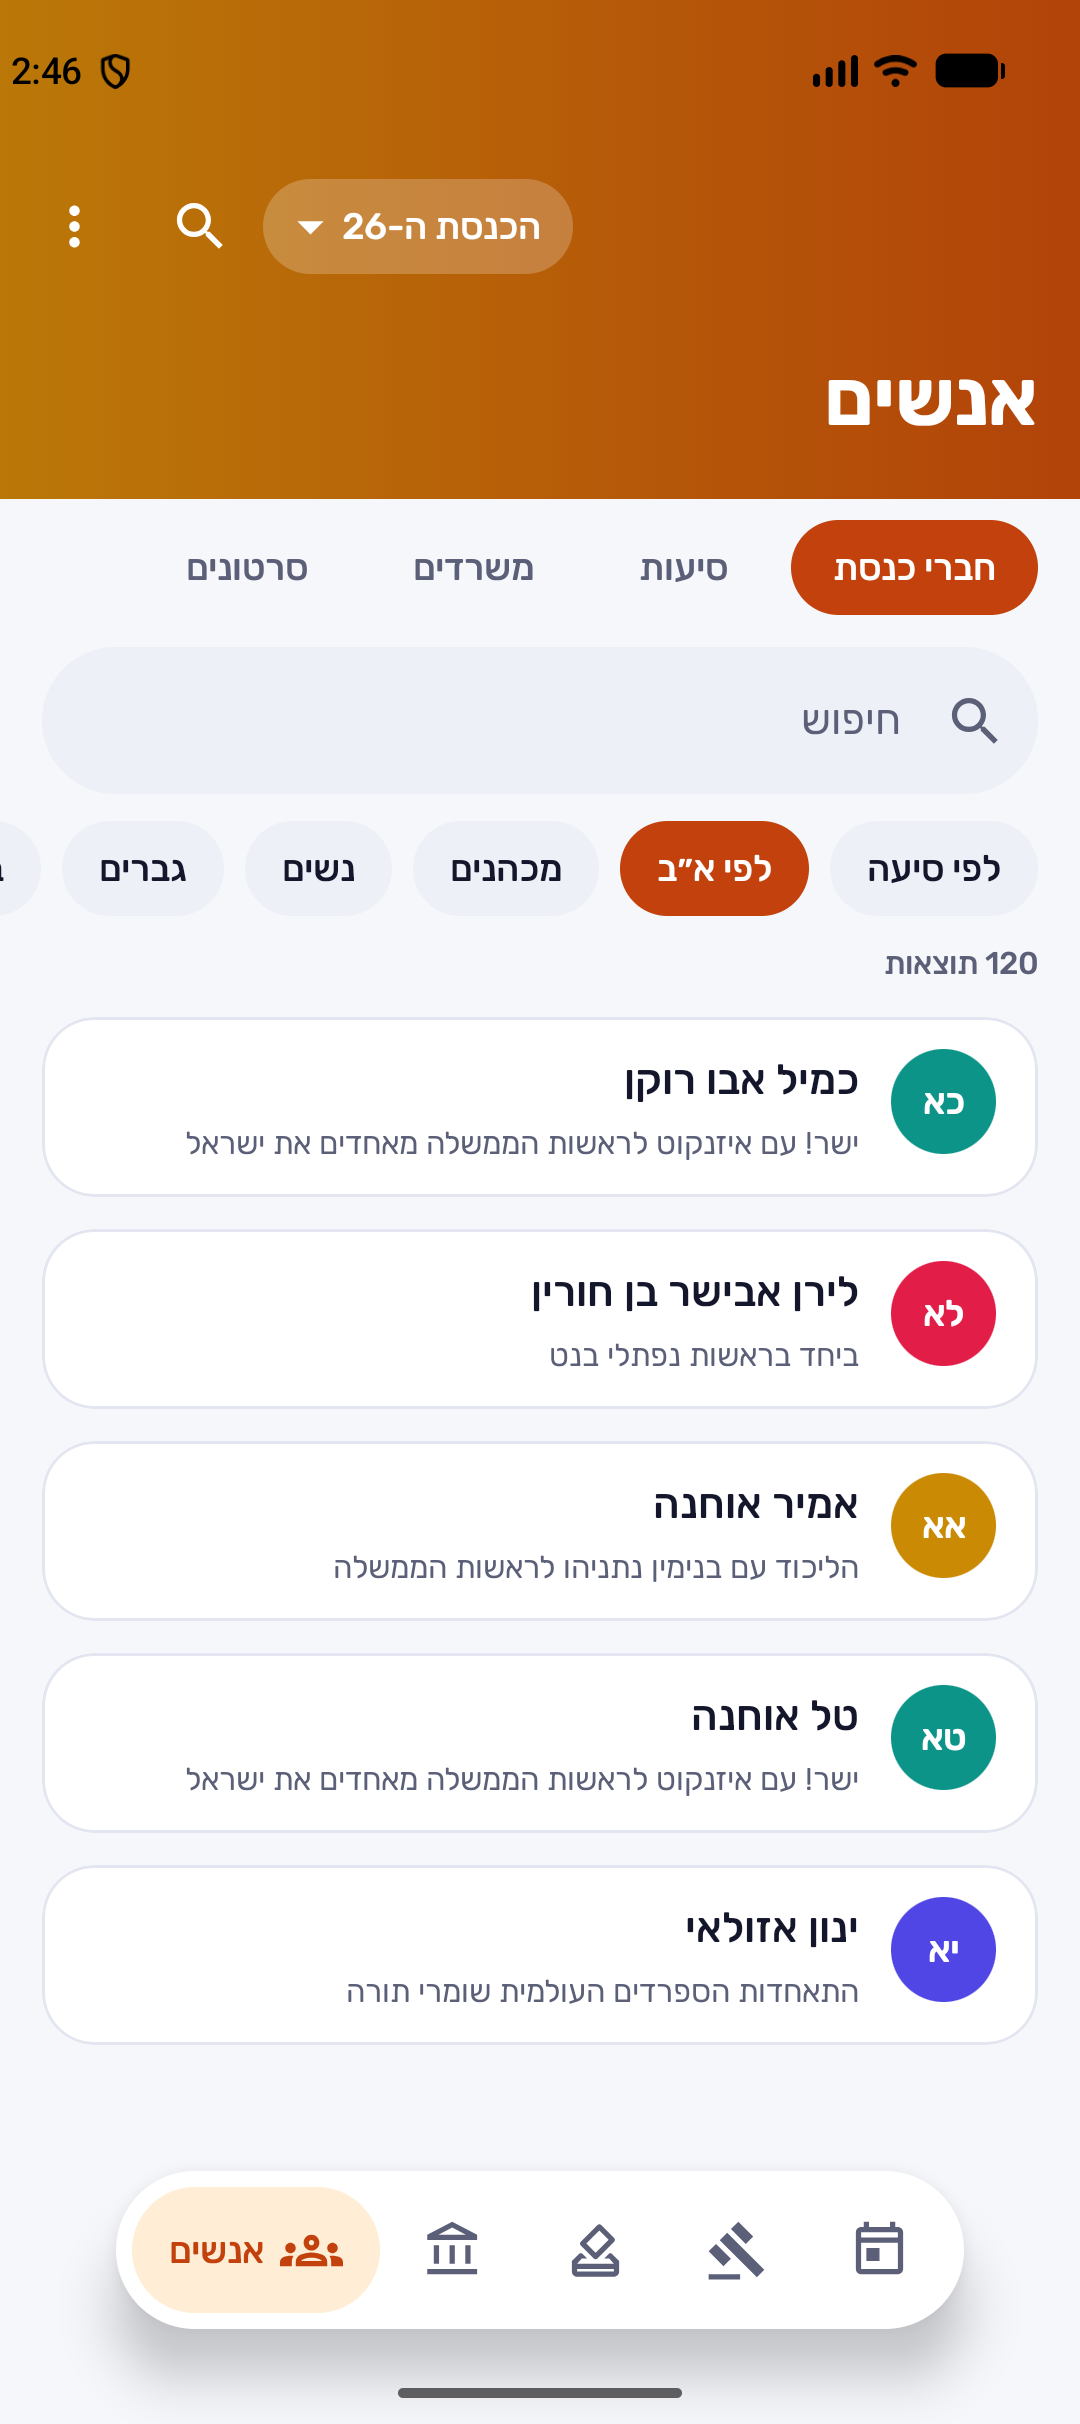 2:46
הכנסת ה-26
אנשים
חברי כנסת
סיעות
משרדים
סרטונים
חיפוש
לפי סיעה
לפי א״ב
מכהנים
נשים
גברים
120 תוצאות
כא
כמיל אבו רוקן
ישר! עם איזנקוט לראשות הממשלה מאחדים את ישראל
לא
לירן אבישר בן חורין
ביחד בראשות נפתלי בנט
אא
אמיר אוחנה
הליכוד עם בנימין נתניהו לראשות הממשלה
טא
טל אוחנה
ישר! עם איזנקוט לראשות הממשלה מאחדים את ישראל
יא
ינון אזולאי
התאחדות הספרדים העולמית שומרי תורה
אנשים